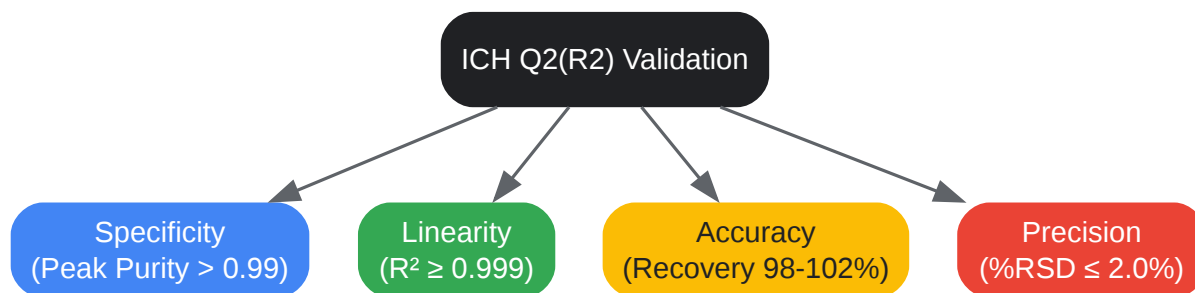 ICH Q2(R2) Validation
Specificity
(Peak Purity > 0.99)
Linearity
(R² ≥ 0.999)
Accuracy
(Recovery 98-102%)
Precision
(%RSD ≤ 2.0%)